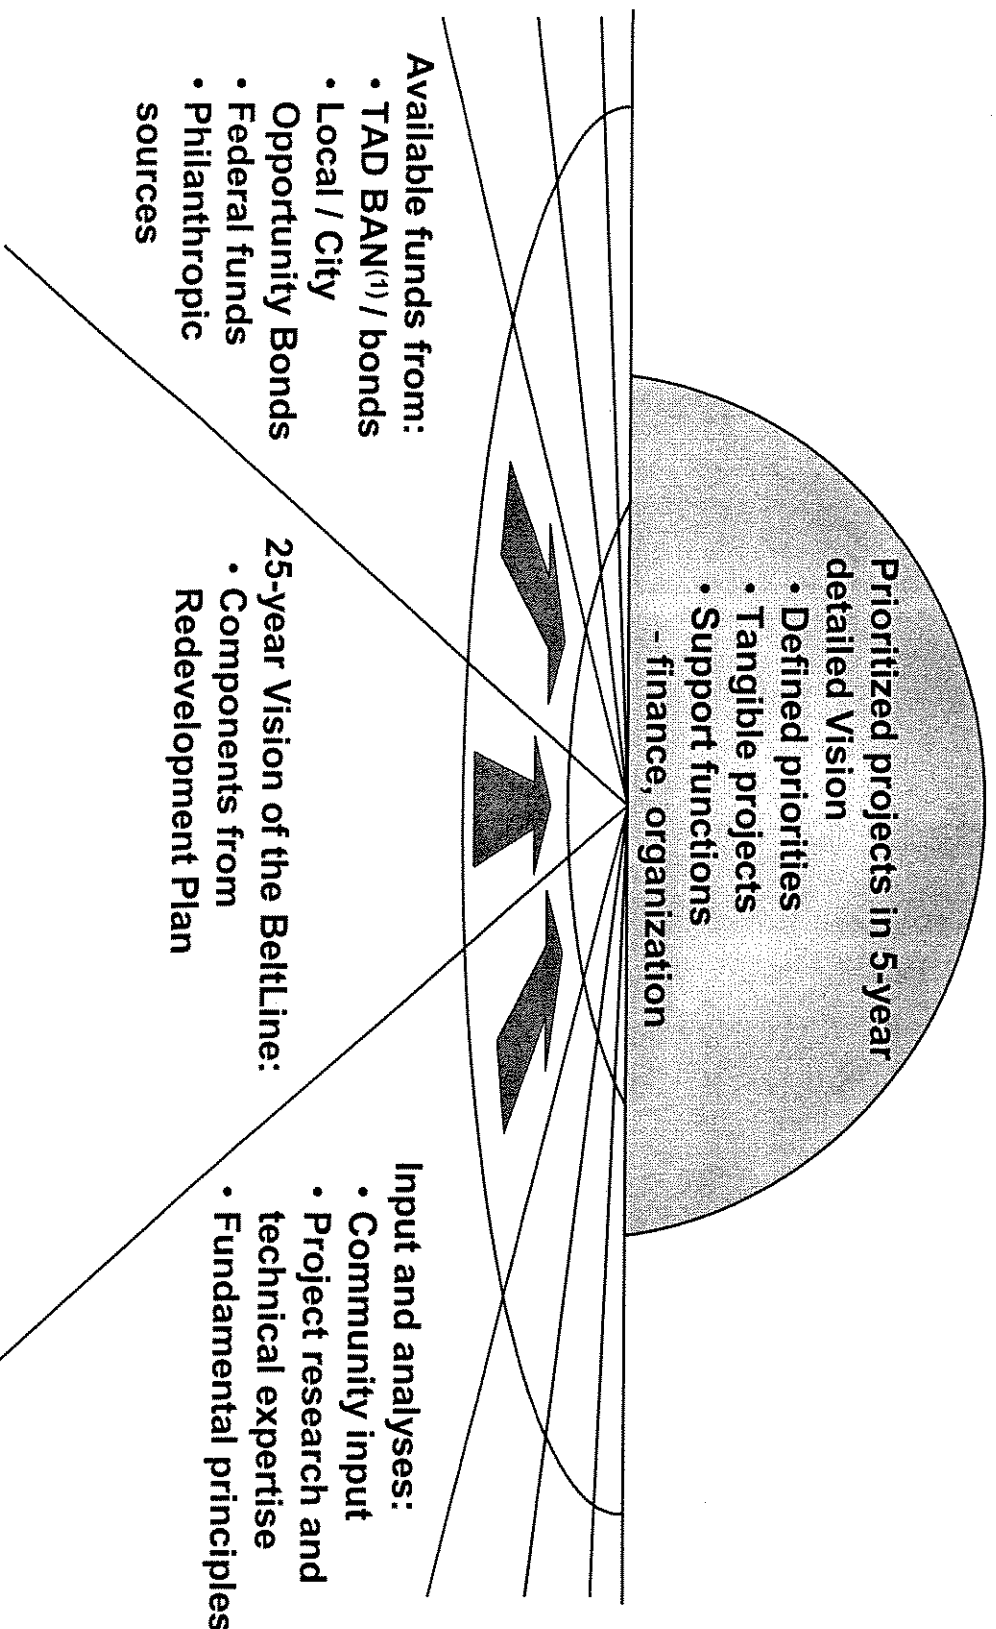 Prioritized projects in 5-year
detailed Vision
• Defined priorities
• Tangible projects
• Support functions
- finance, organization
Available funds from:
• TAD BAN(1) / bonds
• Local / City
Opportunity Bonds
• Federal funds
• Philanthropic
sources
25-year Vision of the BeltLine:
• Components from
Redevelopment Plan
Input and analyses:
• Community input
• Project research and
technical expertise
• Fundamental principles